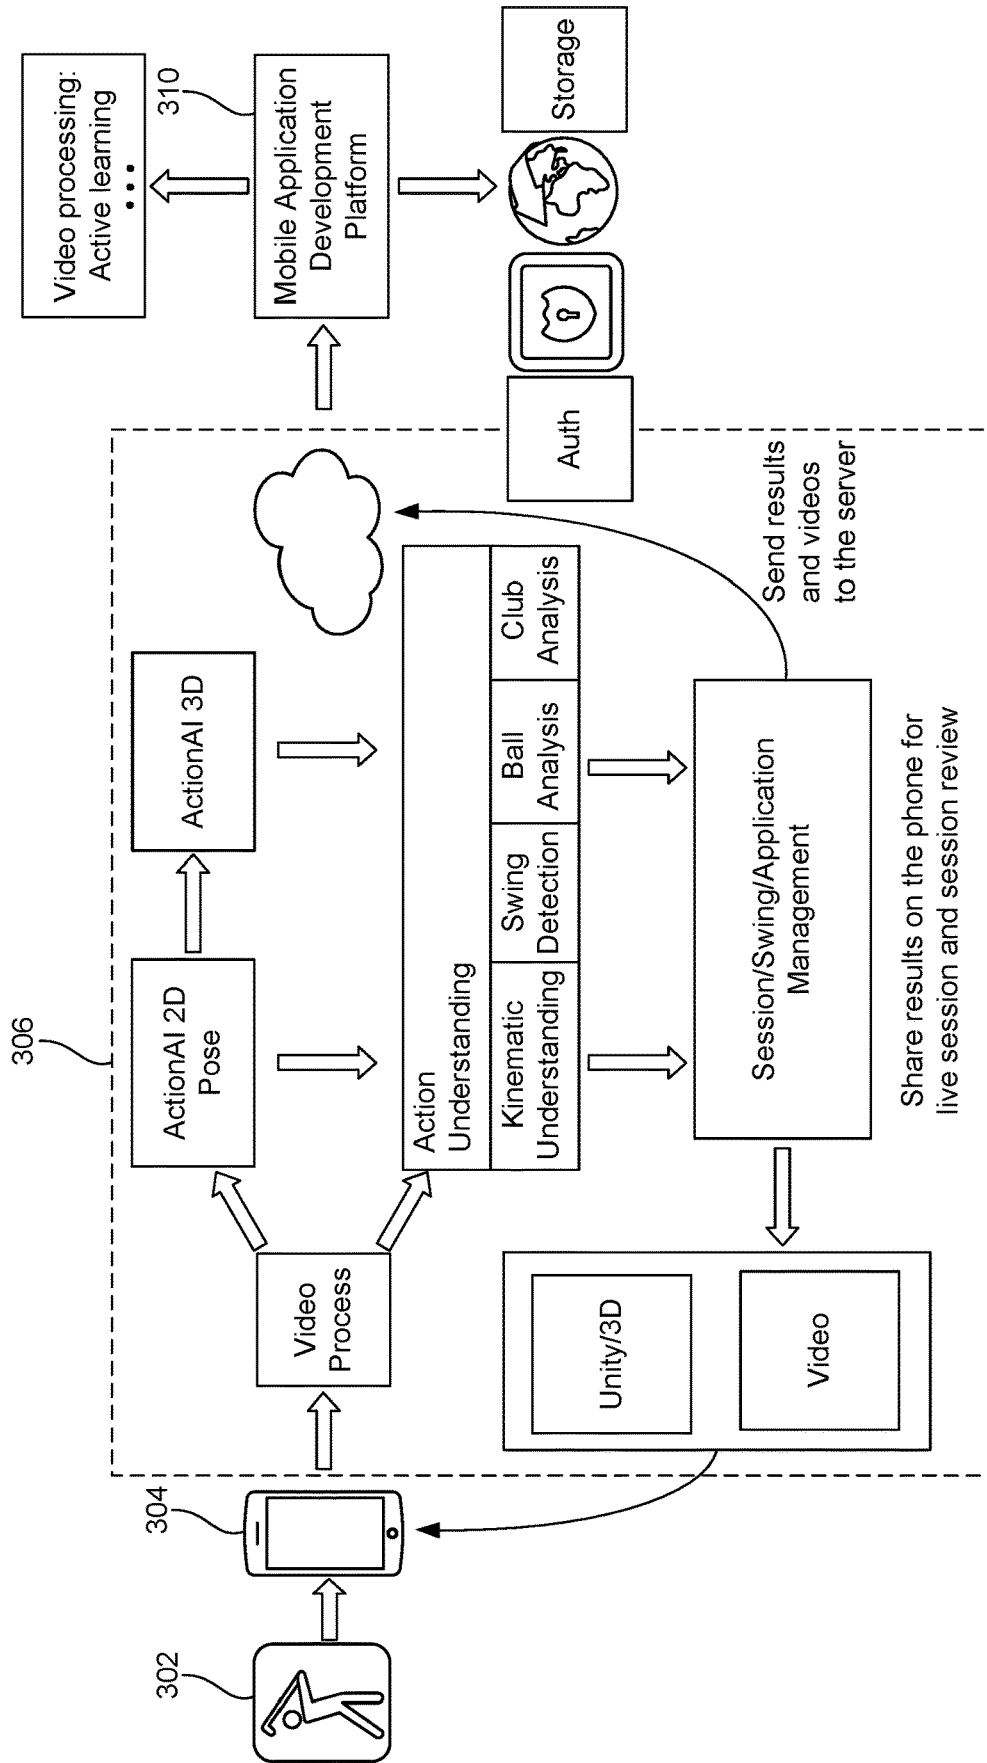 302
304
306
310
Video
Process
ActionAI 2D
Pose
ActionAI 3D
Action
Understanding
Kinematic
Understanding
Swing
Detection
Ball
Analysis
Club
Analysis
Session/Swing/Application
Management
Unity/3D
Video
Share results on the phone for
live session and session review
Send results
and videos
to the server
Video processing:
Active learning
...
Mobile Application
Development
Platform
Auth
Storage